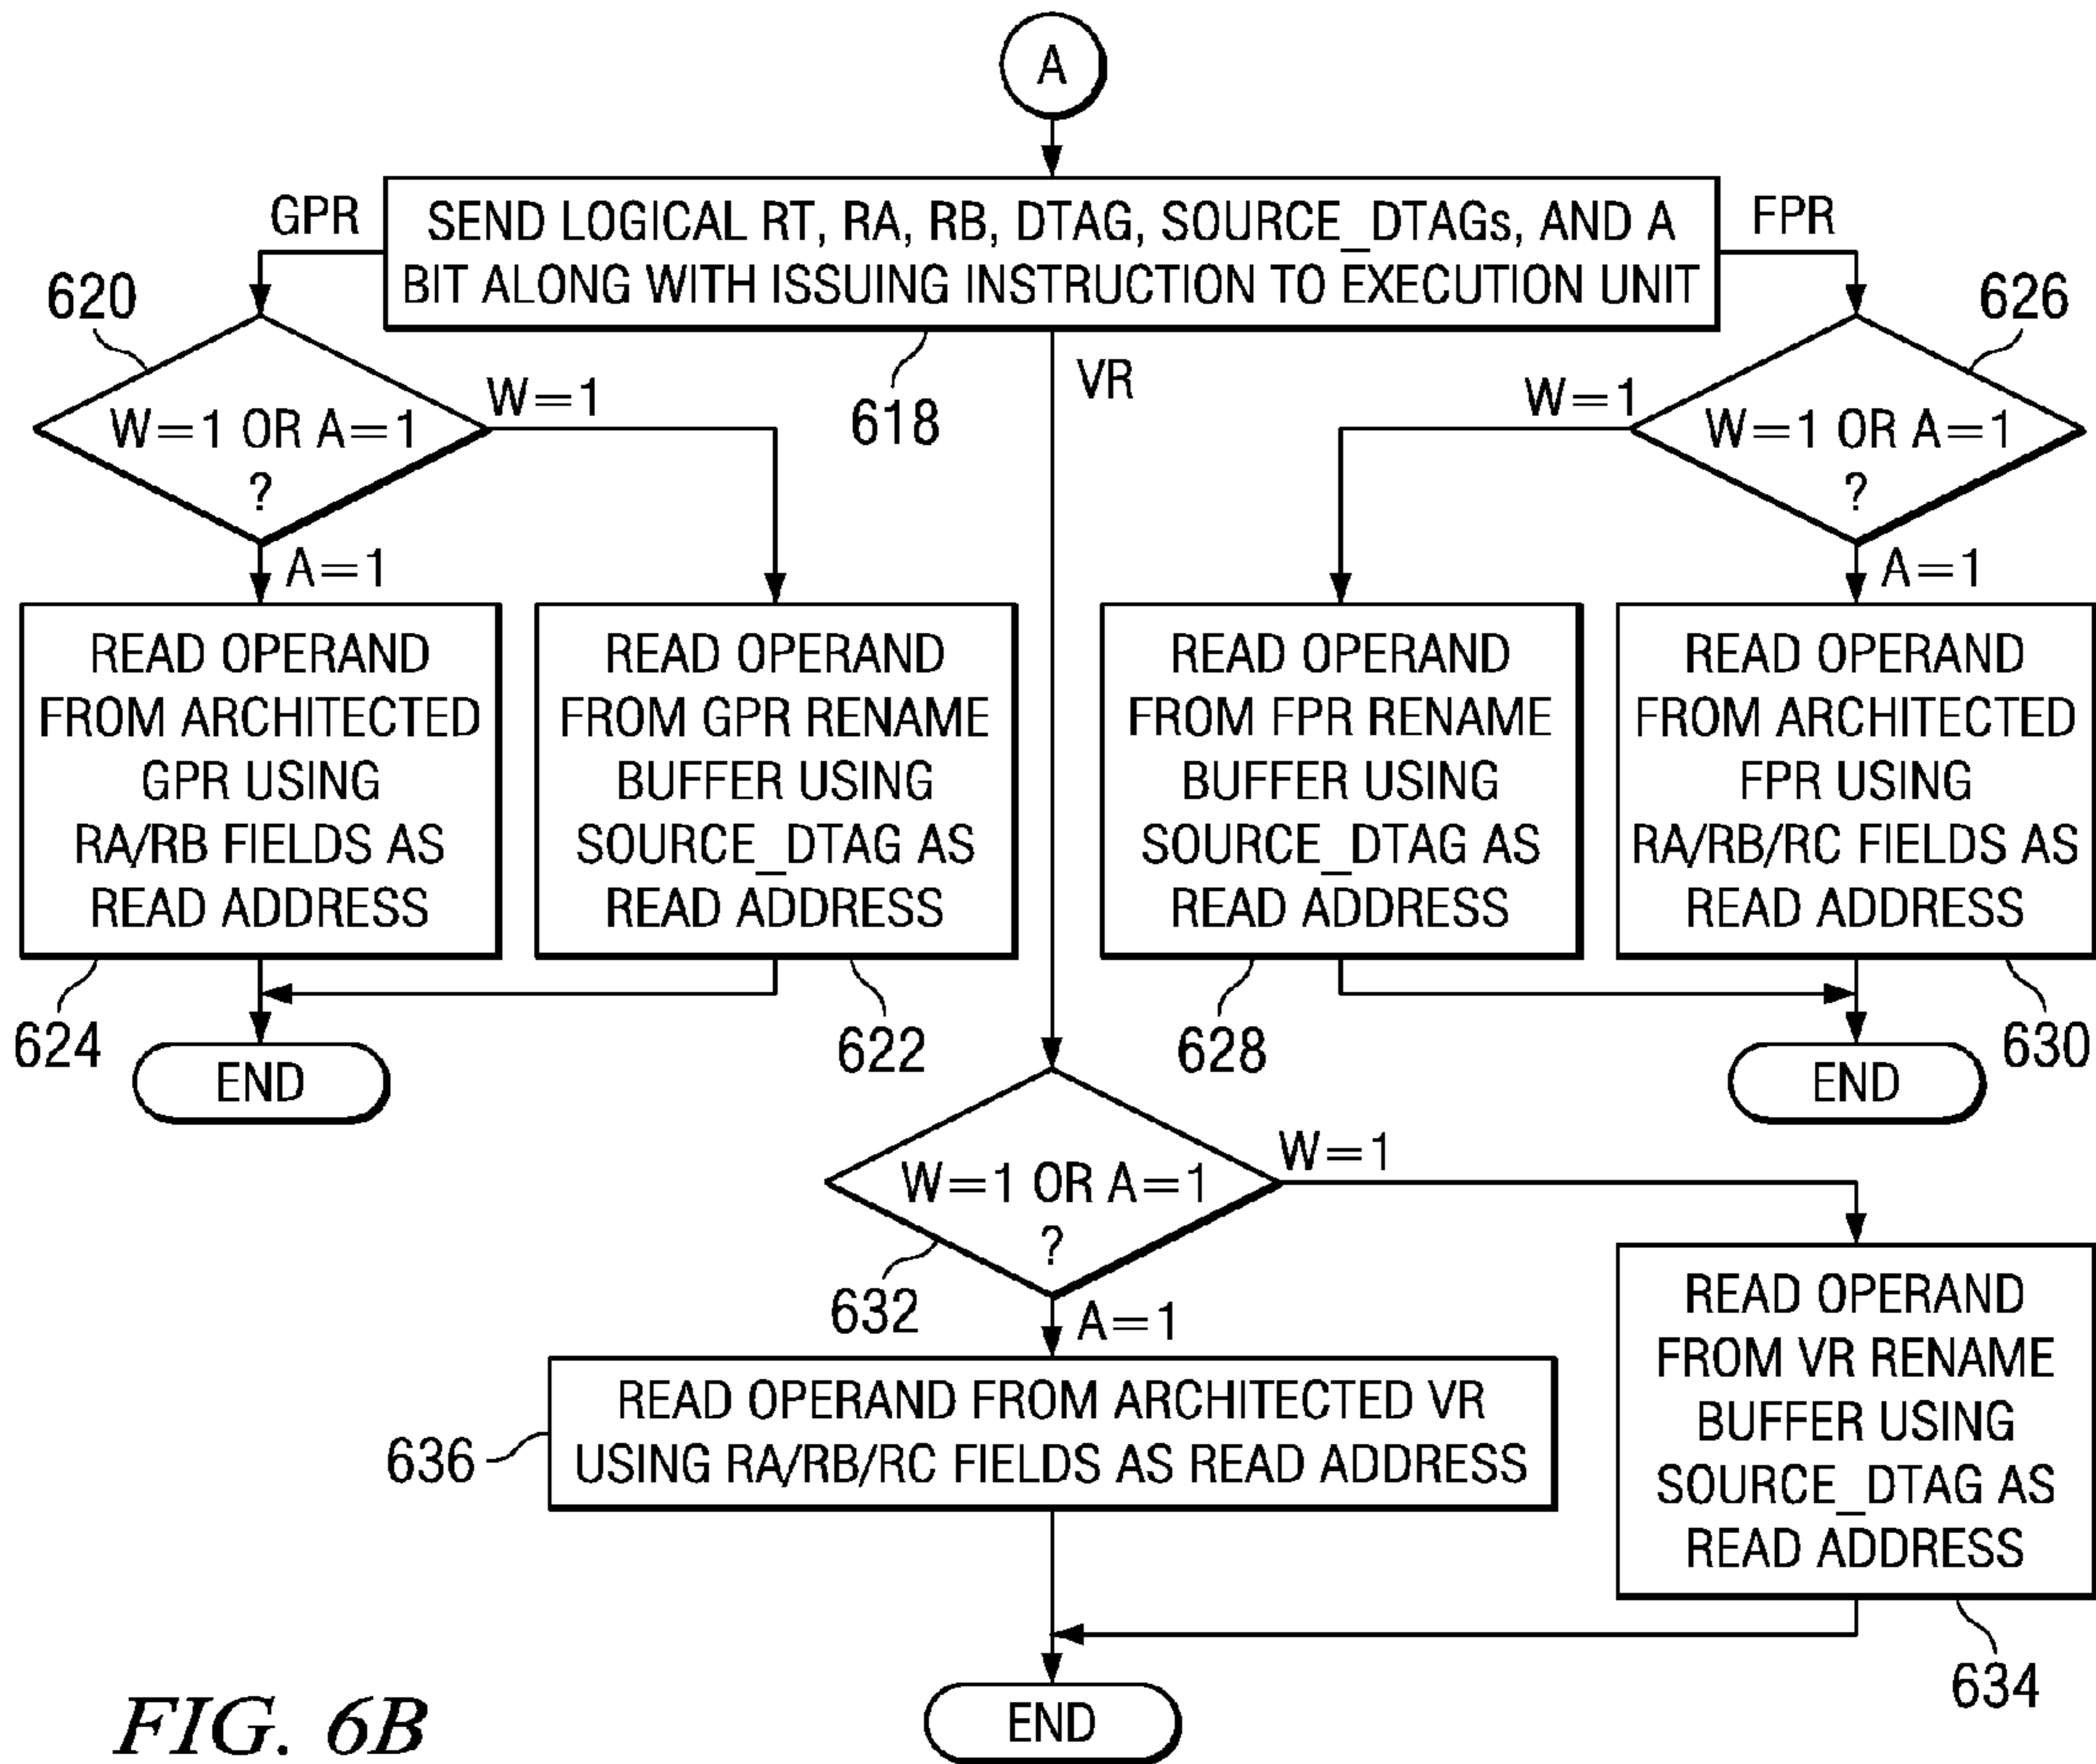 A
GPR
SEND LOGICAL RT, RA, RB, DTAG, SOURCE_DTAGs, AND A
BIT ALONG WITH ISSUING INSTRUCTION TO EXECUTION UNIT
FPR
620
626
618
VR
W=1 OR A=1
?
W=1
A=1
W=1
W=1 OR A=1
?
A=1
READ OPERAND
FROM ARCHITECTED
GPR USING
RA/RB FIELDS AS
READ ADDRESS
READ OPERAND
FROM GPR RENAME
BUFFER USING
SOURCE_DTAG AS
READ ADDRESS
READ OPERAND
FROM FPR RENAME
BUFFER USING
SOURCE_DTAG AS
READ ADDRESS
READ OPERAND
FROM ARCHITECTED
FPR USING
RA/RB/RC FIELDS AS
READ ADDRESS
624
622
628
630
END
END
W=1 OR A=1
?
W=1
632
A=1
READ OPERAND FROM ARCHITECTED VR
USING RA/RB/RC FIELDS AS READ ADDRESS
636
READ OPERAND
FROM VR RENAME
BUFFER USING
SOURCE_DTAG AS
READ ADDRESS
634
END
FIG. 6B